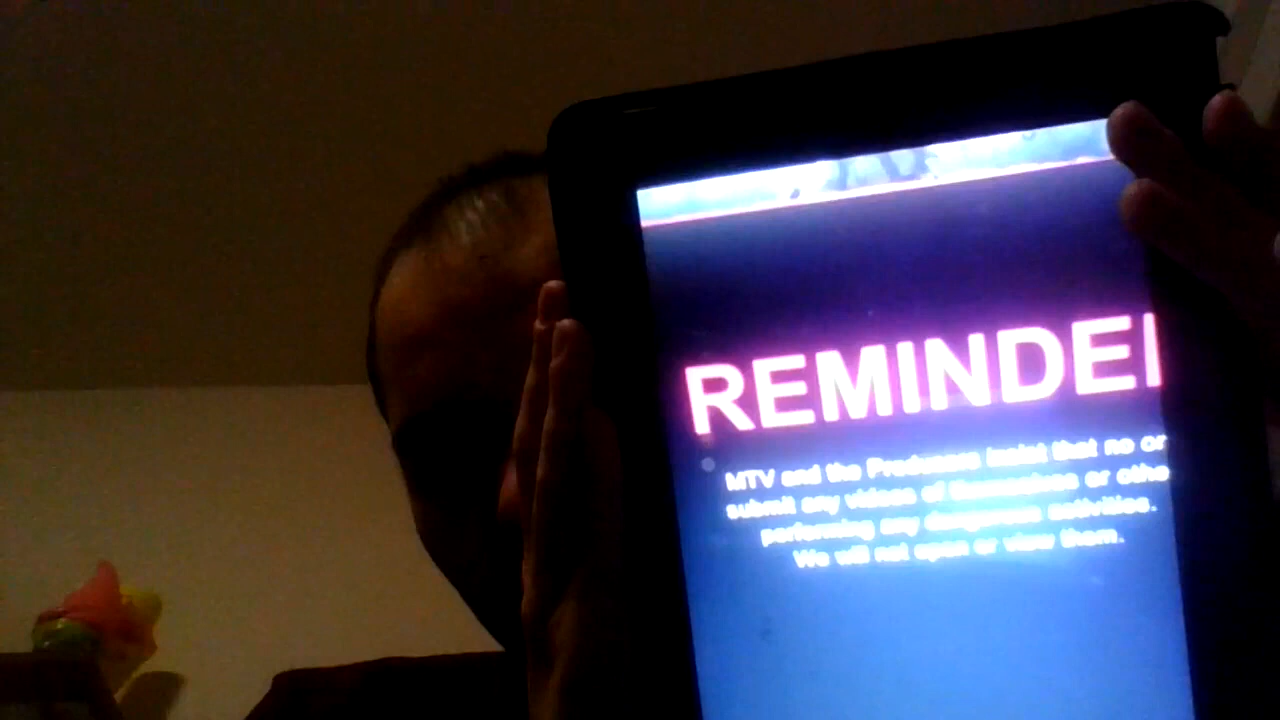 REMINDE
MTV and the Producers insist that no or
submit any videos of themselves or othe
performing any dangerous activities.
We will not open or view them.